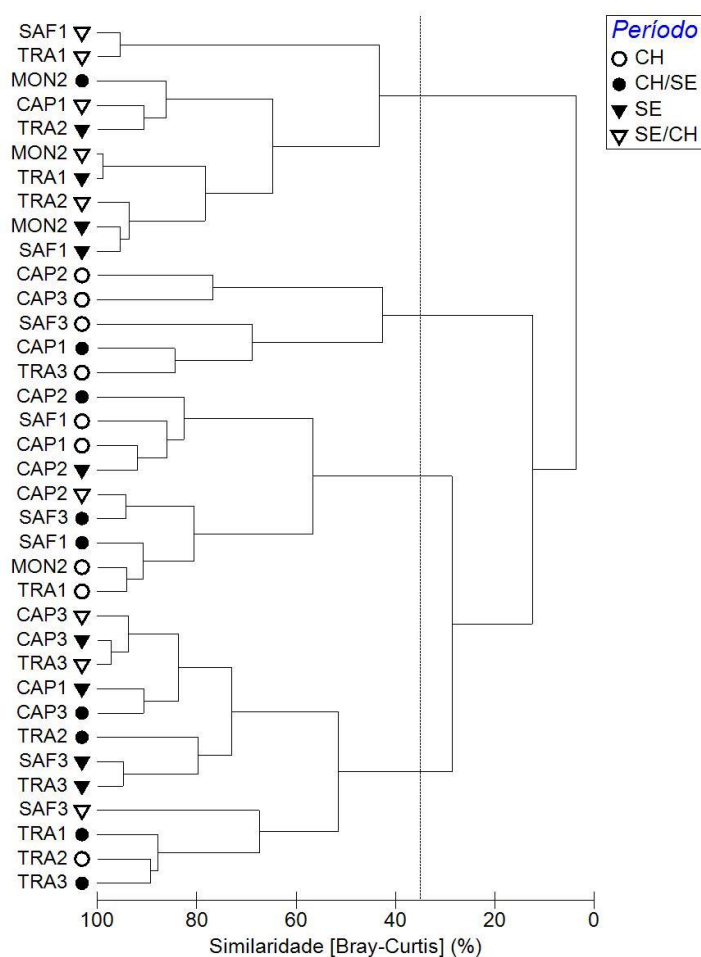 SAF1
TRA1
MON2
CAP1
TRA2
MON2
TRA1
TRA2
MON2
SAF1
CAP2
CAP3
SAF3
CAP1
TRA3
CAP2
SAF1
CAP1
CAP2
CAP2
SAF3
SAF1
MON2
TRA1
CAP3
CAP3
TRA3
CAP1
CAP3
TRA2
SAF3
TRA3
SAF3
TRA1
TRA2
TRA3
100 80 60 40 20 0
Similaridade [Bray-Curtis] (%)
Período
CH
CH/SE
SE
SE/CH